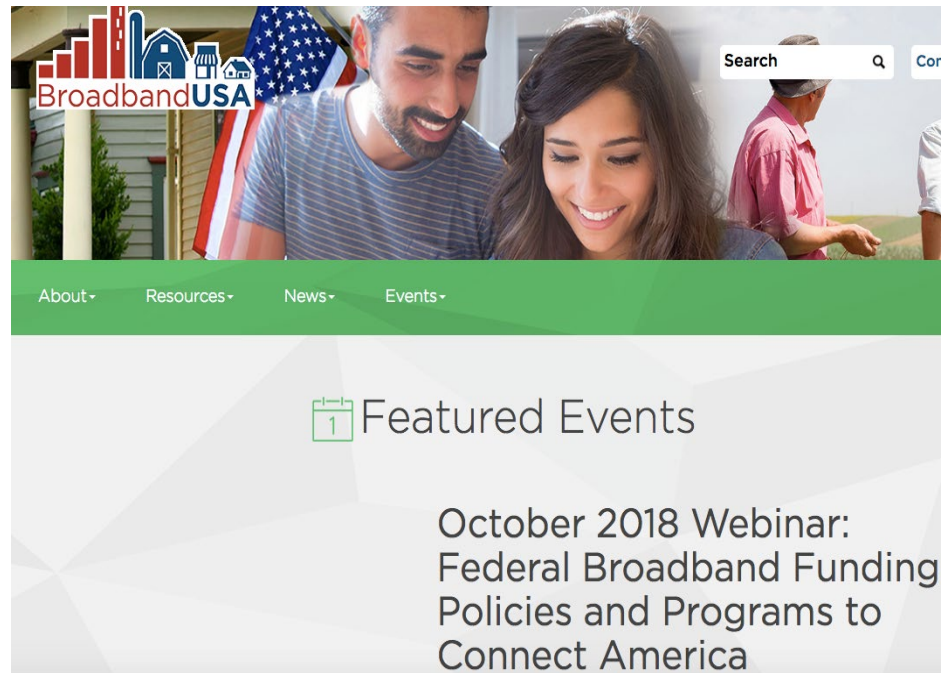 BroadbandUSA
Search
About
Resources
News
Events
1
Featured Events
October 2018 Webinar:
Federal Broadband Funding
Policies and Programs to
Connect America